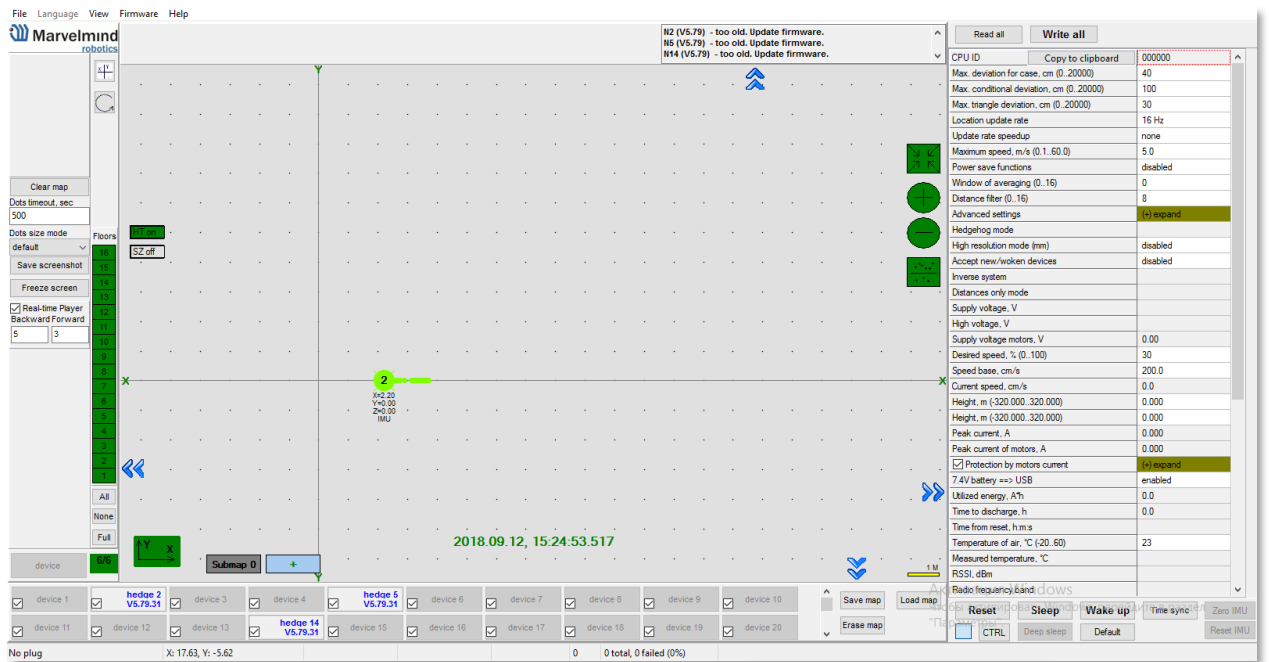 File Language View Firmware Help
Marvelmind
robotics
N2 (V5.79) - too old. Update firmware.
N5 (V5.79) - too old. Update firmware.
N14 (V5.79) - too old. Update firmware.
Clear map
Dots timeout, sec
500
Dots size mode
default
Save screenshot
Freeze screen
Real-time Player
Backward Forward
5 3
device
Floors
16
15
14
13
12
11
10
9
8
7
6
5
4
3
2
1
All
None
Full
6/6
HT on
SZ off
Y
X
X
2
X=2.20
Y=0.00
Z=0.00
IMU
Y X
Submap 0
+
Y
2018.09.12, 15:24:53.517
1 M
Read all Write all
CPU ID Copy to clipboard 000000
Max. deviation for case, cm (0..20000) 40
Max. conditional deviation, cm (0..20000) 100
Max. triangle deviation, cm (0..20000) 30
Location update rate 16 Hz
Update rate speedup none
Maximum speed, m/s (0.1..60.0) 5.0
Power save functions disabled
Window of averaging (0..16) 0
Distance filter (0..16) 8
Advanced settings (+) expand
Hedgehog mode
High resolution mode (mm) disabled
Accept new/woken devices disabled
Inverse system
Distances only mode
Supply voltage, V
High voltage, V
Supply voltage motors, V 0.00
Desired speed, % (0..100) 30
Speed base, cm/s 200.0
Current speed, cm/s 0.0
Height, m (-320.000..320.000) 0.000
Height, m (-320.000..320.000) 0.000
Peak current, A 0.000
Peak current of motors, A 0.000
Protection by motors current (+) expand
7.4V battery ==> USB enabled
Utilized energy, A*h 0.0
Time to discharge, h 0.0
Time from reset, h:m:s
Temperature of air, °C (-20..60) 23
Measured temperature, °C
RSSI, dBm
Radio frequency band
device 1 hedge 2 V5.79.31 device 3 device 4 hedge 5 V5.79.31 device 6 device 7 device 8 device 9 device 10
device 11 device 12 device 13 hedge 14 V5.79.31 device 15 device 16 device 17 device 18 device 19 device 20
Save map Load map
Erase map
Reset Sleep Wake up Time sync Zero IMU
CTRL Deep sleep Default Reset IMU
No plug X: 17.63, Y: -5.62 0 0 total, 0 failed (0%)